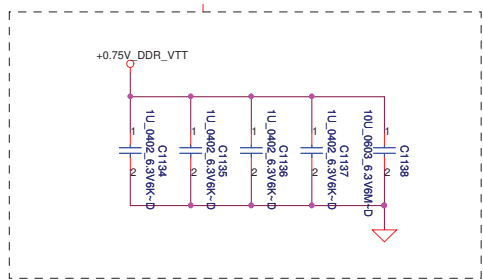 +0.75V_DDR_VTT
1
2
C1134
1U_0402_6.3V6K~D
1
2
C1135
1U_0402_6.3V6K~D
1
2
C1136
1U_0402_6.3V6K~D
1
2
C1137
1U_0402_6.3V6K~D
1
2
C1138
10U_0603_6.3V6M~D